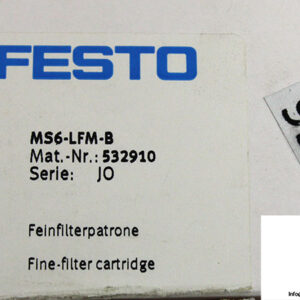 FESTO
MS6-LFM-B
Mat.-Nr.: 532910
Serie: JO
Feinfilterpatrone
Fine-filter cartridge